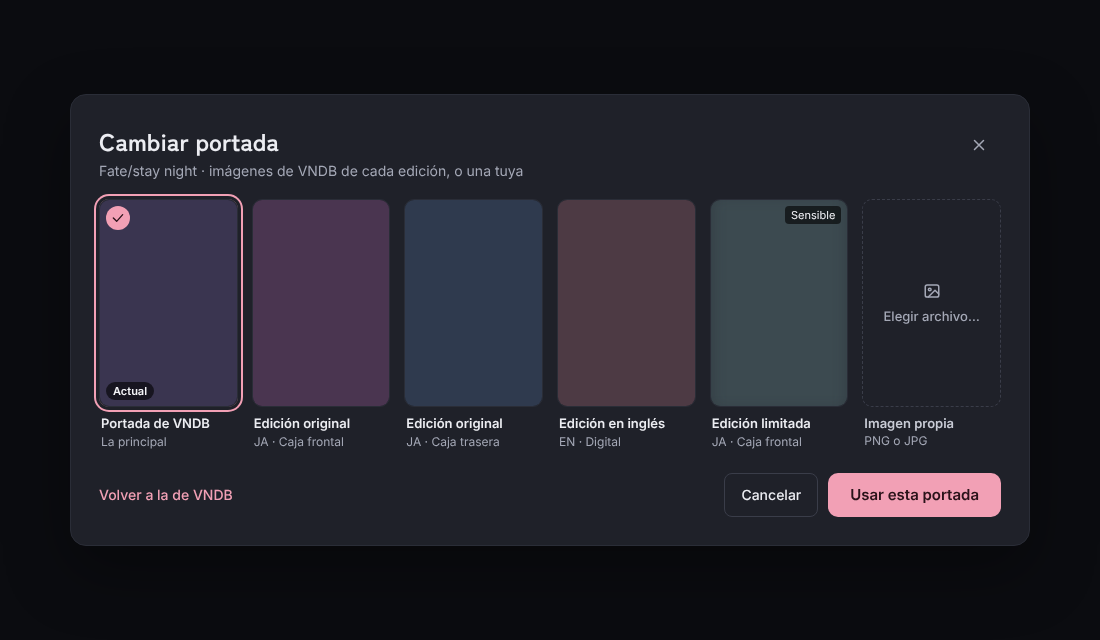 Cambiar portada
Fate/stay night · imágenes de VNDB de cada edición, o una tuya
Sensible
Elegir archivo...
Actual
Portada de VNDB
La principal
Edición original
JA · Caja frontal
Edición original
JA · Caja trasera
Edición en inglés
EN · Digital
Edición limitada
JA · Caja frontal
Imagen propia
PNG o JPG
Volver a la de VNDB
Cancelar
Usar esta portada